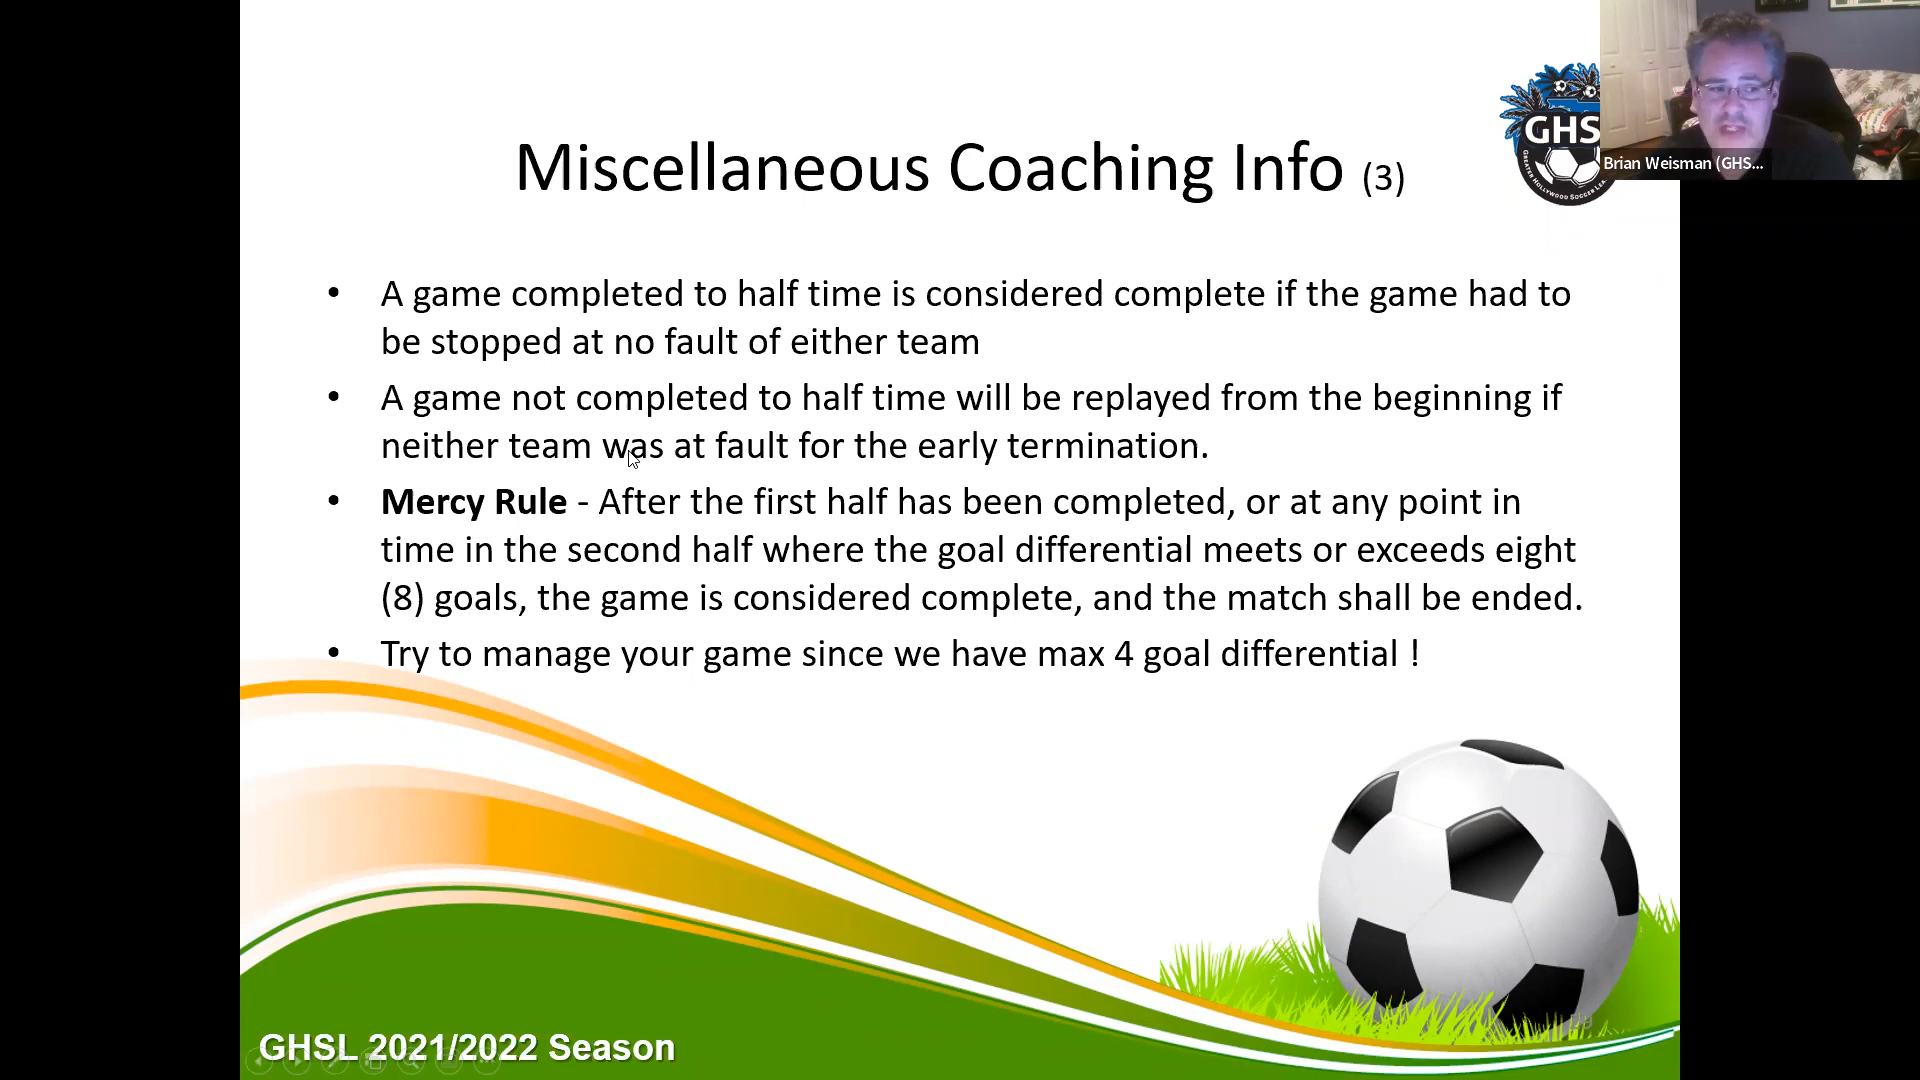 Miscellaneous Coaching Info (3)
GHS
GREATER HOLLYWOOD SOCCER LEA
Brian Weisman (GHS...
• A game completed to half time is considered complete if the game had to
be stopped at no fault of either team
• A game not completed to half time will be replayed from the beginning if
neither team was at fault for the early termination.
• Mercy Rule - After the first half has been completed, or at any point in
time in the second half where the goal differential meets or exceeds eight
(8) goals, the game is considered complete, and the match shall be ended.
• Try to manage your game since we have max 4 goal differential !
GHSL 2021/2022 Season